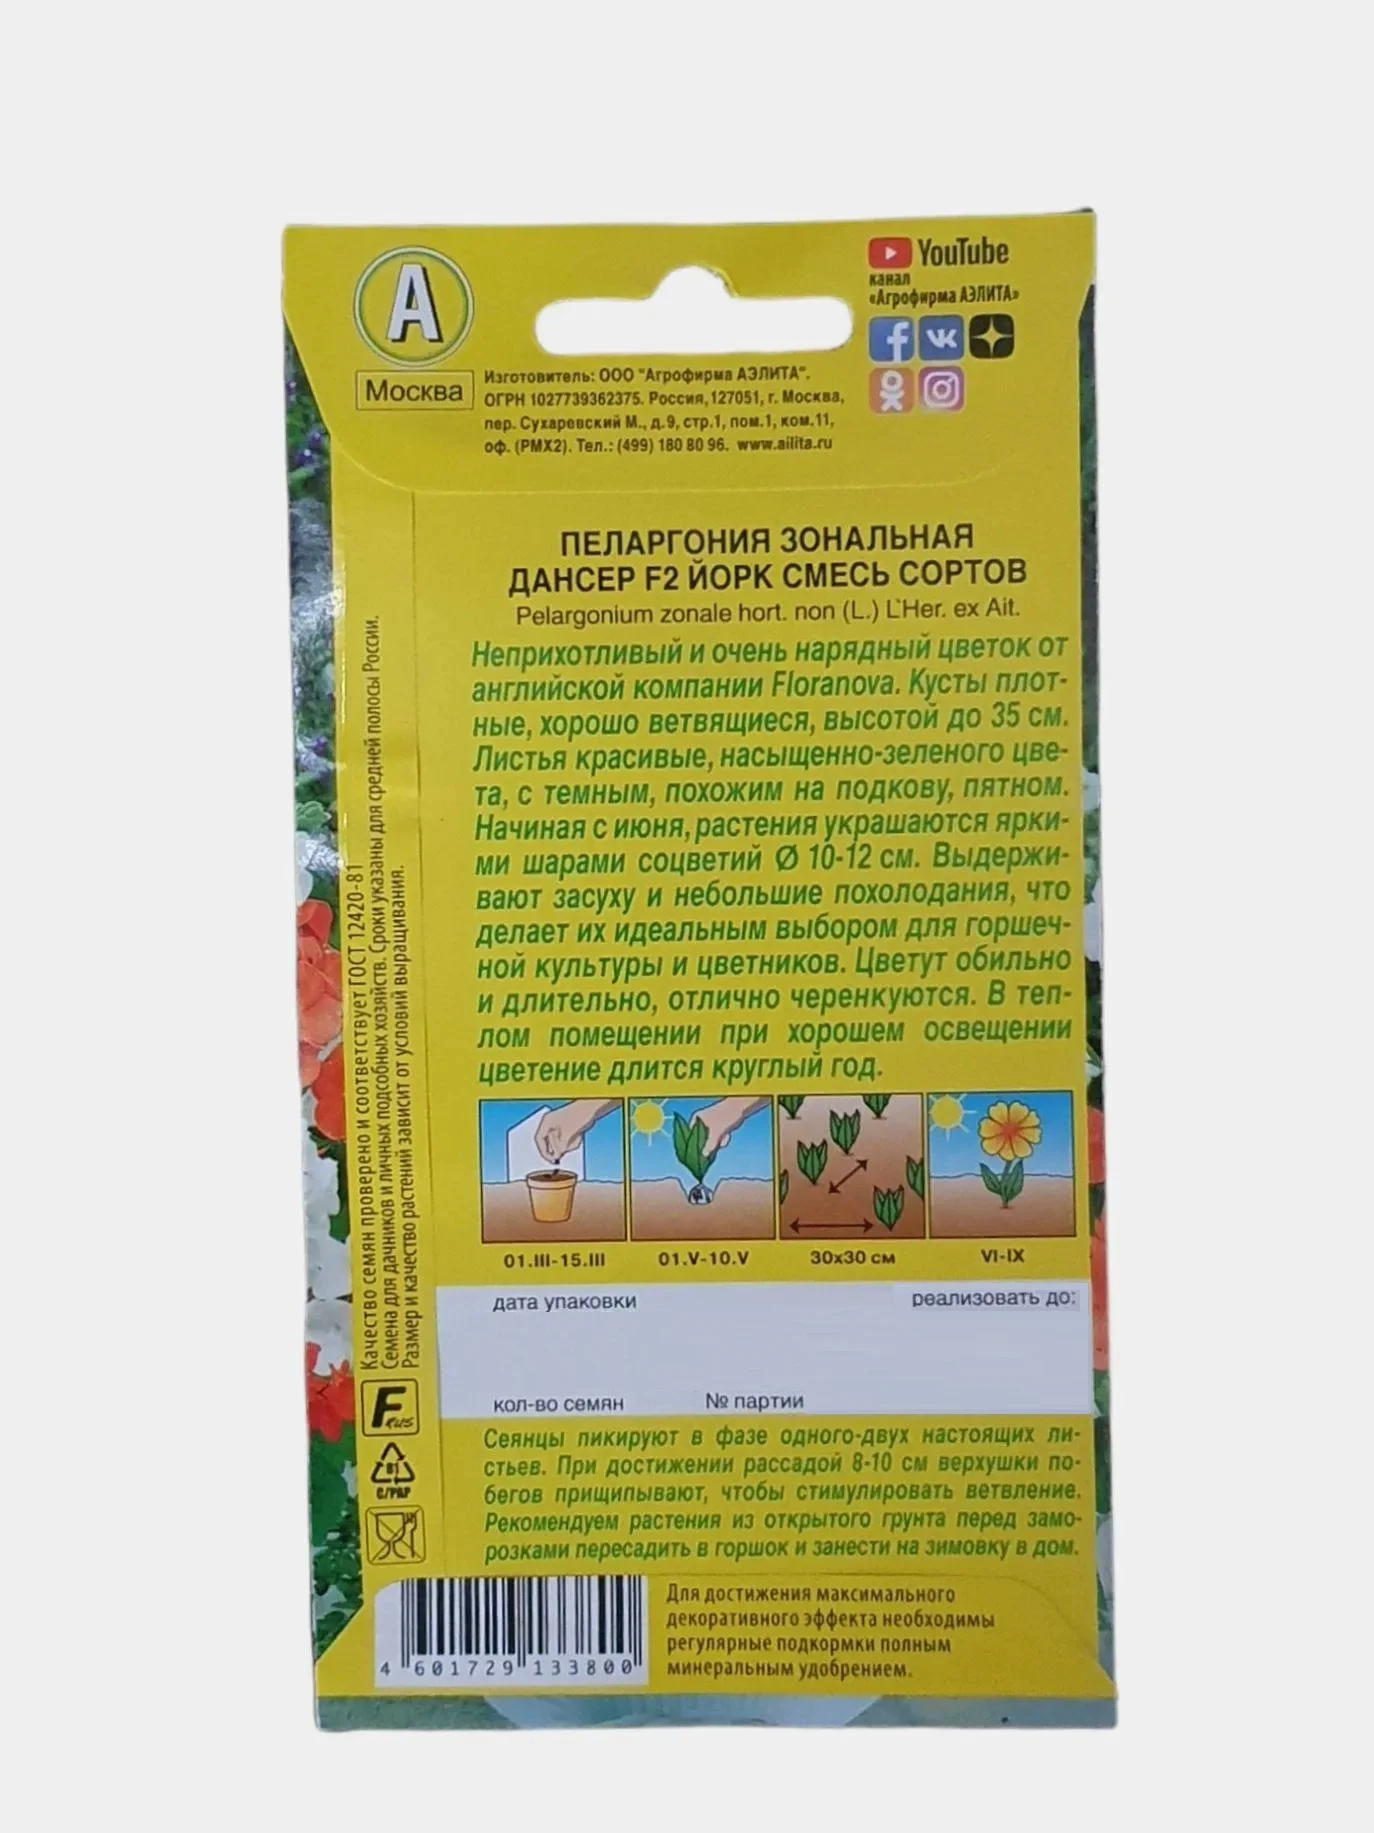 А
Москва
YouTube
канал
«Агрофирма АЭЛИТА»
Изготовитель: ООО "Агрофирма АЭЛИТА".
ОГРН 1027739362375. Россия, 127051, г. Москва,
пер. Сухаревский М., д.9, стр.1, пом.1, ком.11,
оф. (РМХ2). Тел.: (499) 180 80 96. www.ailita.ru
ПЕЛАРГОНИЯ ЗОНАЛЬНАЯ
ДАНСЕР F2 ЙОРК СМЕСЬ СОРТОВ
Pelargonium zonale hort. non (L.) L`Her. ex Ait.
Неприхотливый и очень нарядный цветок от
английской компании Floranova. Кусты плот-
ные, хорошо ветвящиеся, высотой до 35 см.
Листья красивые, насыщенно-зеленого цве-
та, с темным, похожим на подкову, пятном.
Начиная с июня, растения украшаются ярки-
ми шарами соцветий Ø 10-12 см. Выдержи-
вают засуху и небольшие похолодания, что
делает их идеальным выбором для горшеч-
ной культуры и цветников. Цветут обильно
и длительно, отлично черенкуются. В теп-
лом помещении при хорошем освещении
цветение длится круглый год.
01.III-15.III
01.V-10.V
30х30 см
VI-IX
дата упаковки
реализовать до:
кол-во семян
№ партии
Сеянцы пикируют в фазе одного-двух настоящих ли-
стьев. При достижении рассадой 8-10 см верхушки по-
бегов прищипывают, чтобы стимулировать ветвление.
Рекомендуем растения из открытого грунта перед замо-
розками пересадить в горшок и занести на зимовку в дом.
Для достижения максимального
декоративного эффекта необходимы
регулярные подкормки полным
минеральным удобрением.
4 601729 133800
Качество семян проверено и соответствует ГОСТ 12420-81
Семена для дачников и личных подсобных хозяйств. Сроки указаны для средней полосы России.
Размер и качество растений зависит от условий выращивания.
F rus
81
C/PAP